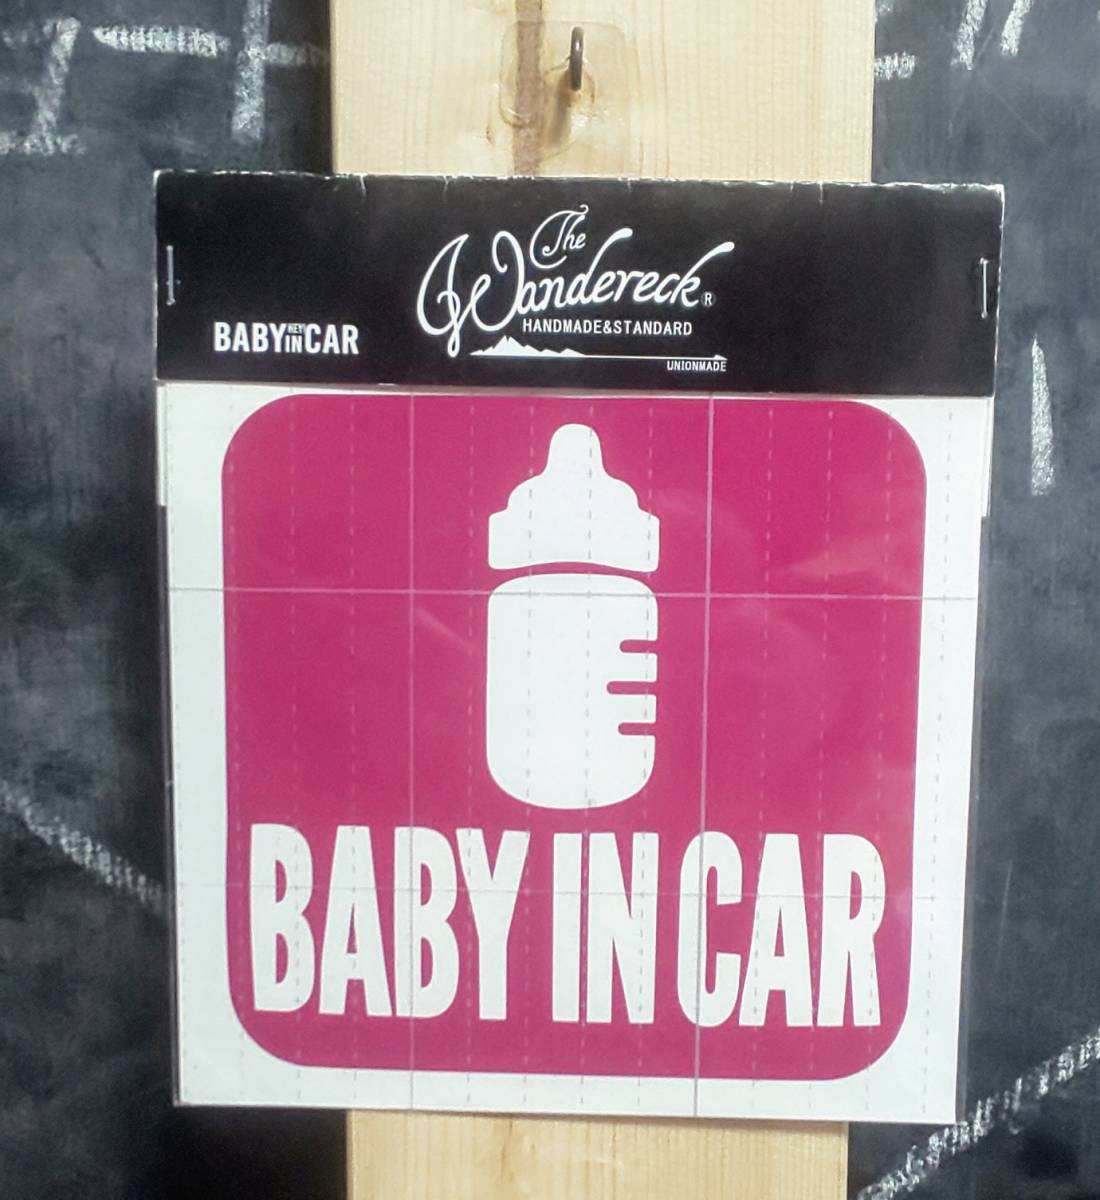 The
Wandereck®
HANDMADE&STANDARD
UNIONMADE
BABY HEY! IN CAR
BABY IN CAR